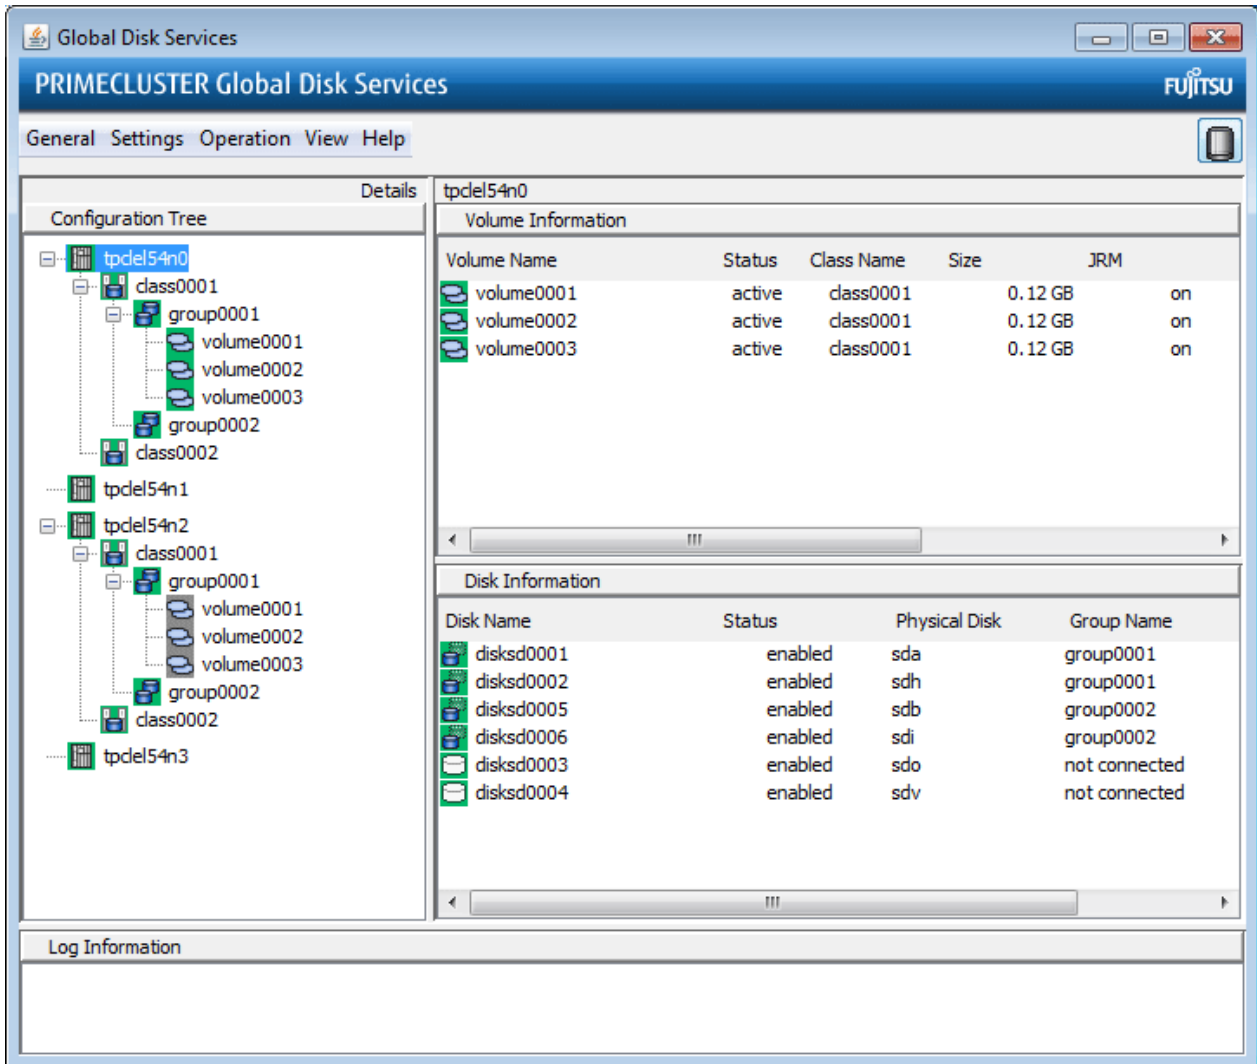 Global Disk Services
PRIMECLUSTER Global Disk Services
FUJITSU
General Settings Operation View Help
Details
Configuration Tree
tpclel54n0
class0001
group0001
volume0001
volume0002
volume0003
group0002
class0002
tpclel54n1
tpclel54n2
class0001
group0001
volume0001
volume0002
volume0003
group0002
class0002
tpclel54n3
tpclel54n0
Volume Information
Volume Name Status Class Name Size JRM
volume0001 active class0001 0.12 GB on
volume0002 active class0001 0.12 GB on
volume0003 active class0001 0.12 GB on
Disk Information
Disk Name Status Physical Disk Group Name
disksd0001 enabled sda group0001
disksd0002 enabled sdh group0001
disksd0005 enabled sdb group0002
disksd0006 enabled sdi group0002
disksd0003 enabled sdo not connected
disksd0004 enabled sdv not connected
Log Information